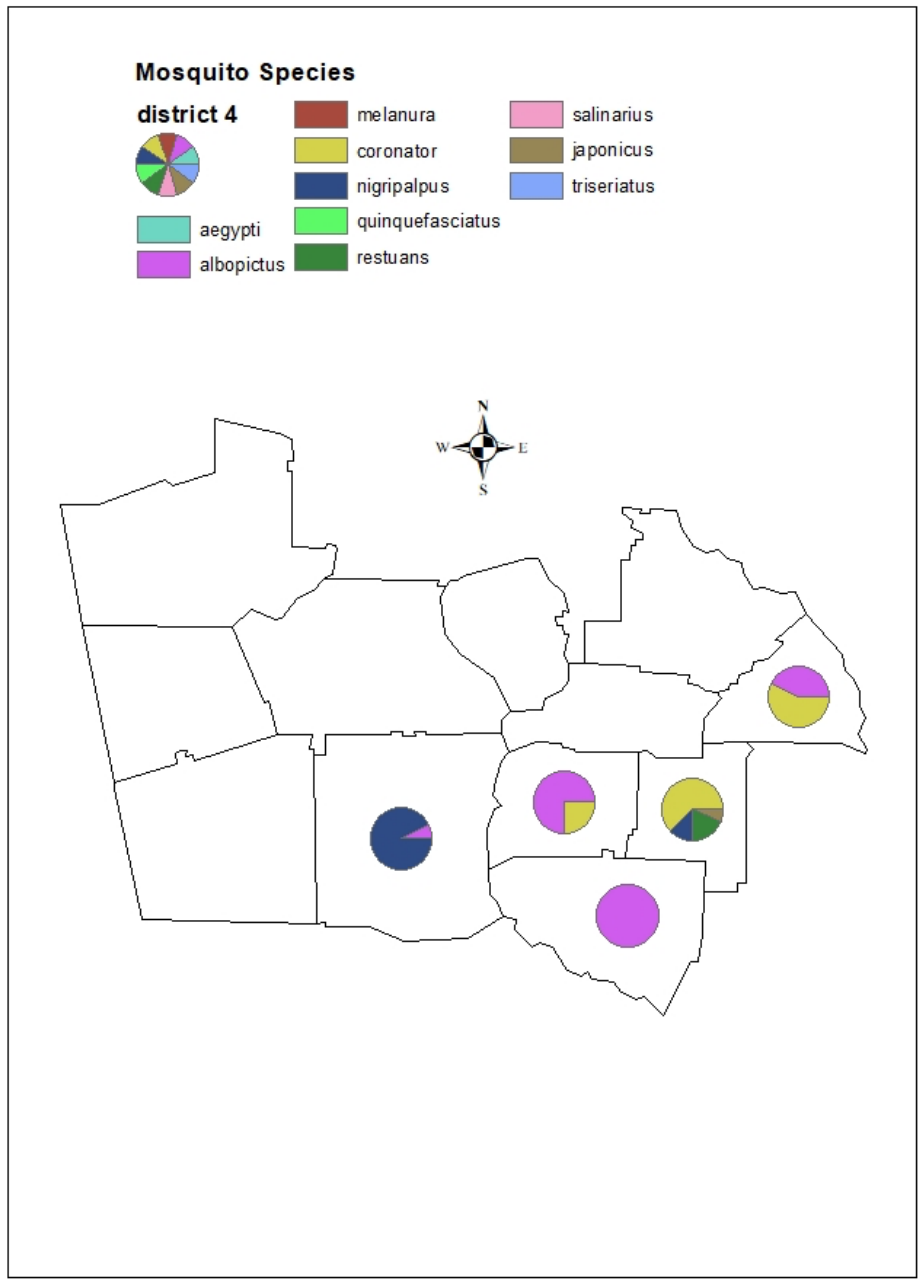 Mosquito Species
district 4
aegypti
albopictus
melanura
coronator
nigripalpus
quinquefasciatus
restuans
salinarius
japonicus
triseriatus
N
W E
S